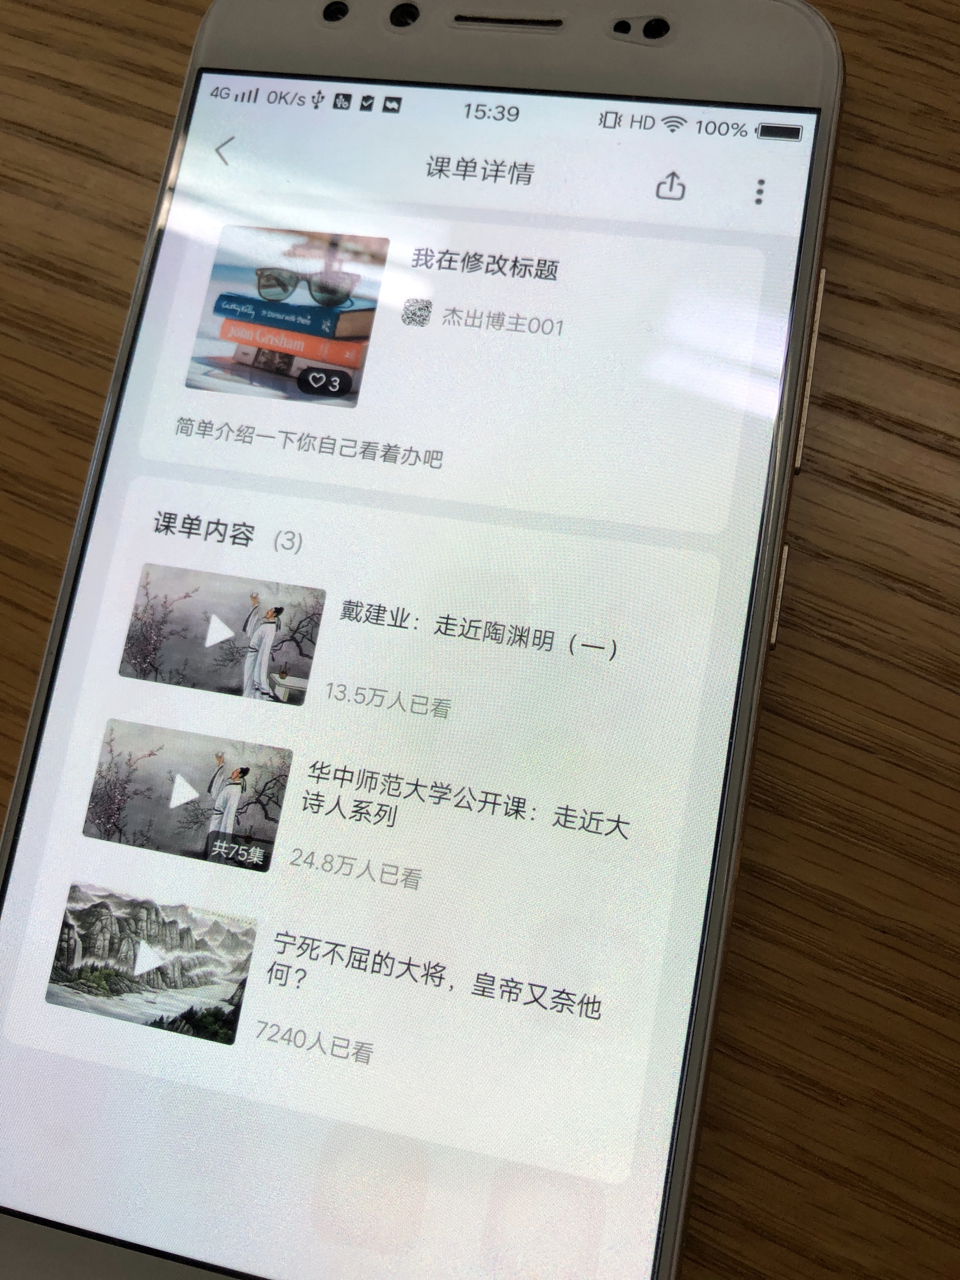 4G 0K/s 15:39 HD 100%
课单详情
我在修改标题
杰出博主001
3
简单介绍一下你自己看着办吧
课单内容 (3)
戴建业：走近陶渊明（一）
13.5万人已看
华中师范大学公开课：走近大
诗人系列
共75集
24.8万人已看
宁死不屈的大将，皇帝又奈他
何？
7240人已看